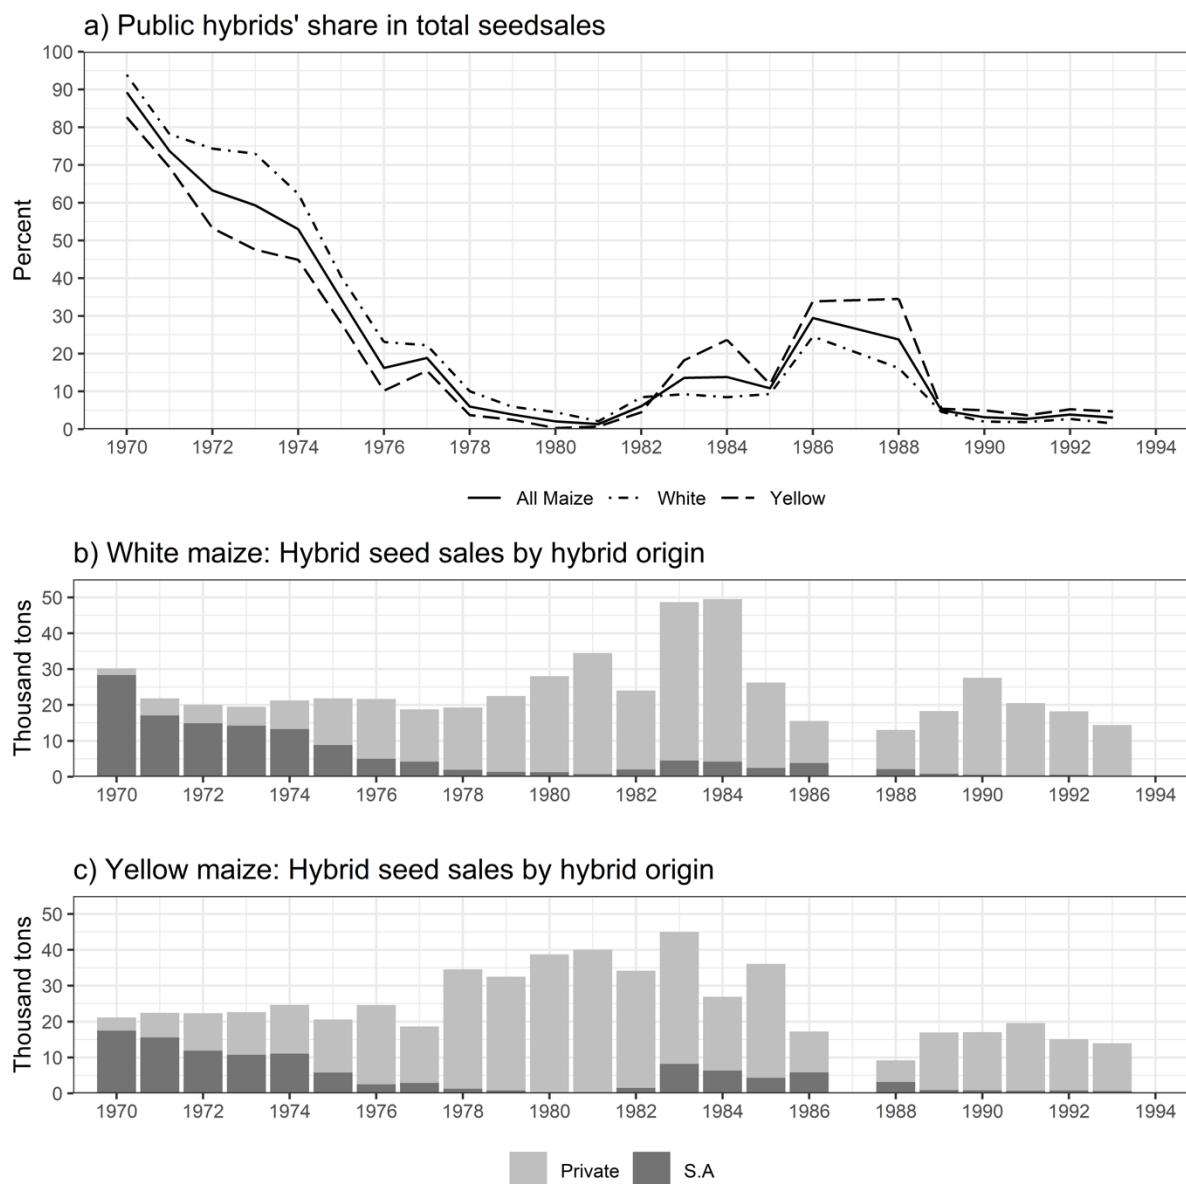 a) Public hybrids' share in total seedsales
100
90
80
70
60
50
40
30
20
10
0
Percent
1970 1972 1974 1976 1978 1980 1982 1984 1986 1988 1990 1992 1994
All Maize White Yellow
b) White maize: Hybrid seed sales by hybrid origin
50
40
30
20
10
0
Thousand tons
1970 1972 1974 1976 1978 1980 1982 1984 1986 1988 1990 1992 1994
c) Yellow maize: Hybrid seed sales by hybrid origin
50
40
30
20
10
0
Thousand tons
1970 1972 1974 1976 1978 1980 1982 1984 1986 1988 1990 1992 1994
Private S.A